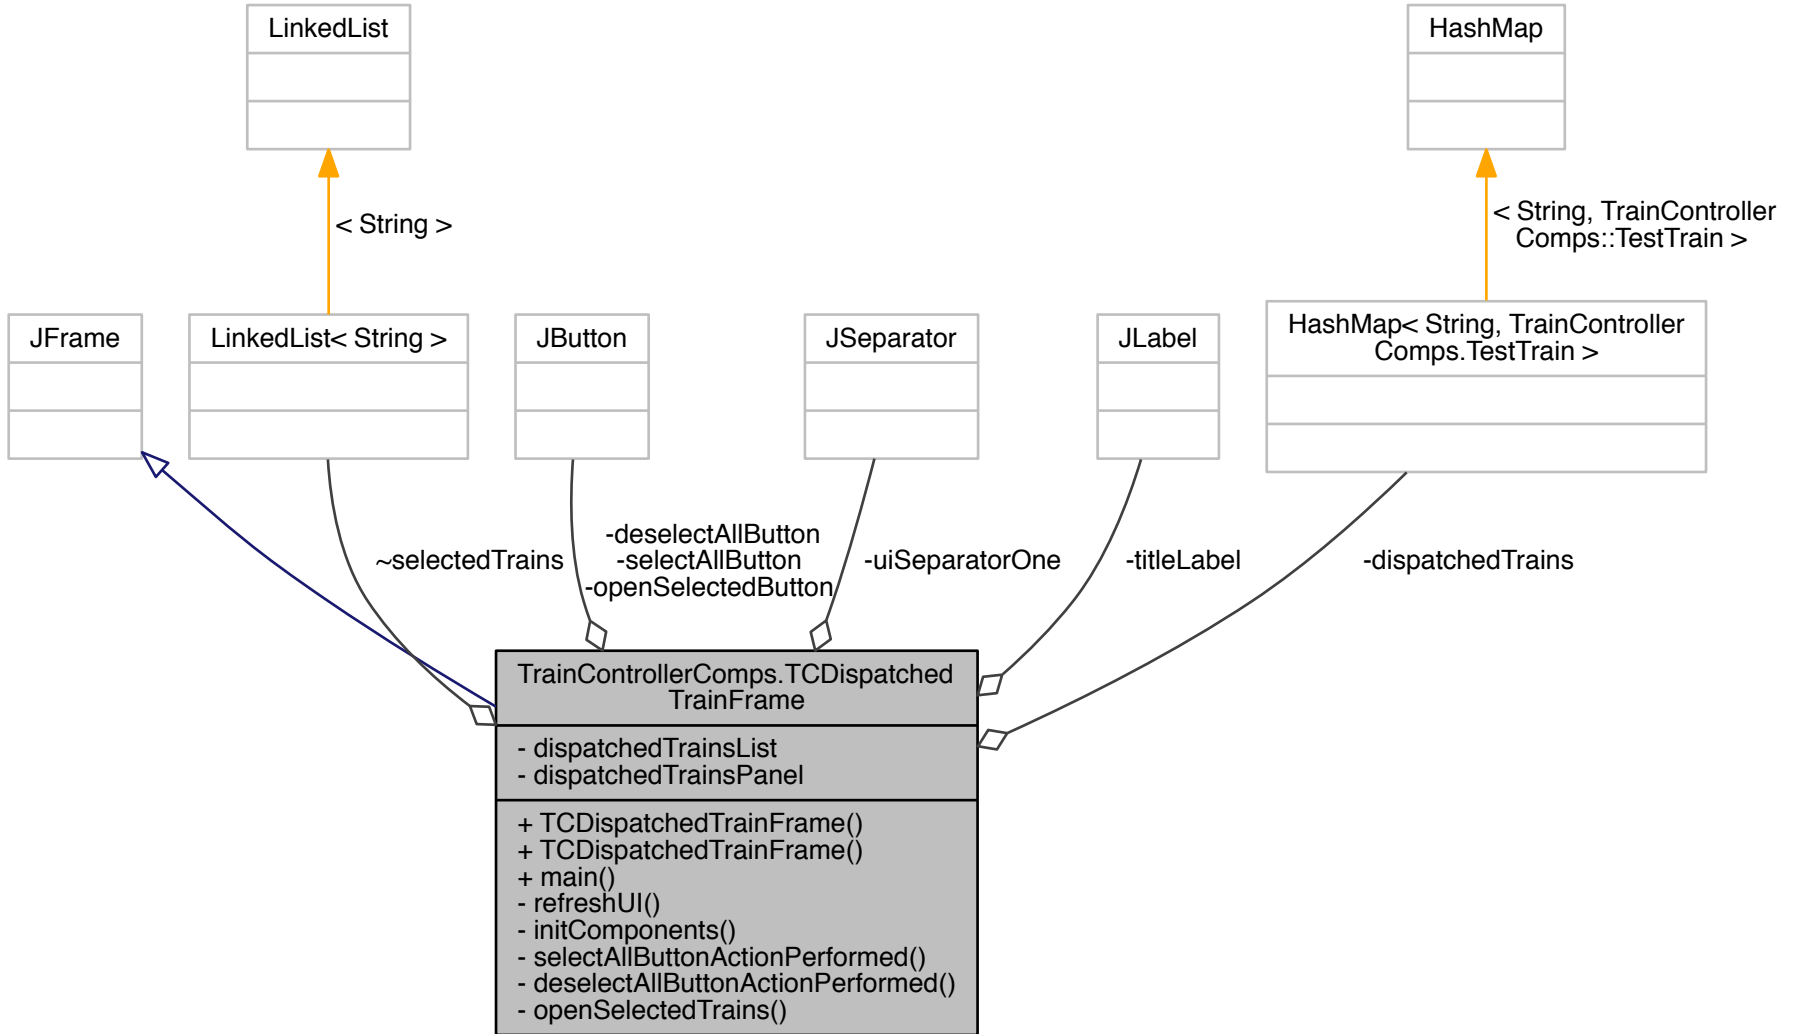 LinkedList
HashMap
< String >
< String, TrainController
Comps::TestTrain >
JFrame
LinkedList< String >
JButton
JSeparator
JLabel
HashMap< String, TrainController
Comps.TestTrain >
~selectedTrains
-deselectAllButton
-selectAllButton
-openSelectedButton
-uiSeparatorOne
-titleLabel
-dispatchedTrains
TrainControllerComps.TCDispatched
TrainFrame
- dispatchedTrainsList
- dispatchedTrainsPanel
+ TCDispatchedTrainFrame()
+ TCDispatchedTrainFrame()
+ main()
- refreshUI()
- initComponents()
- selectAllButtonActionPerformed()
- deselectAllButtonActionPerformed()
- openSelectedTrains()